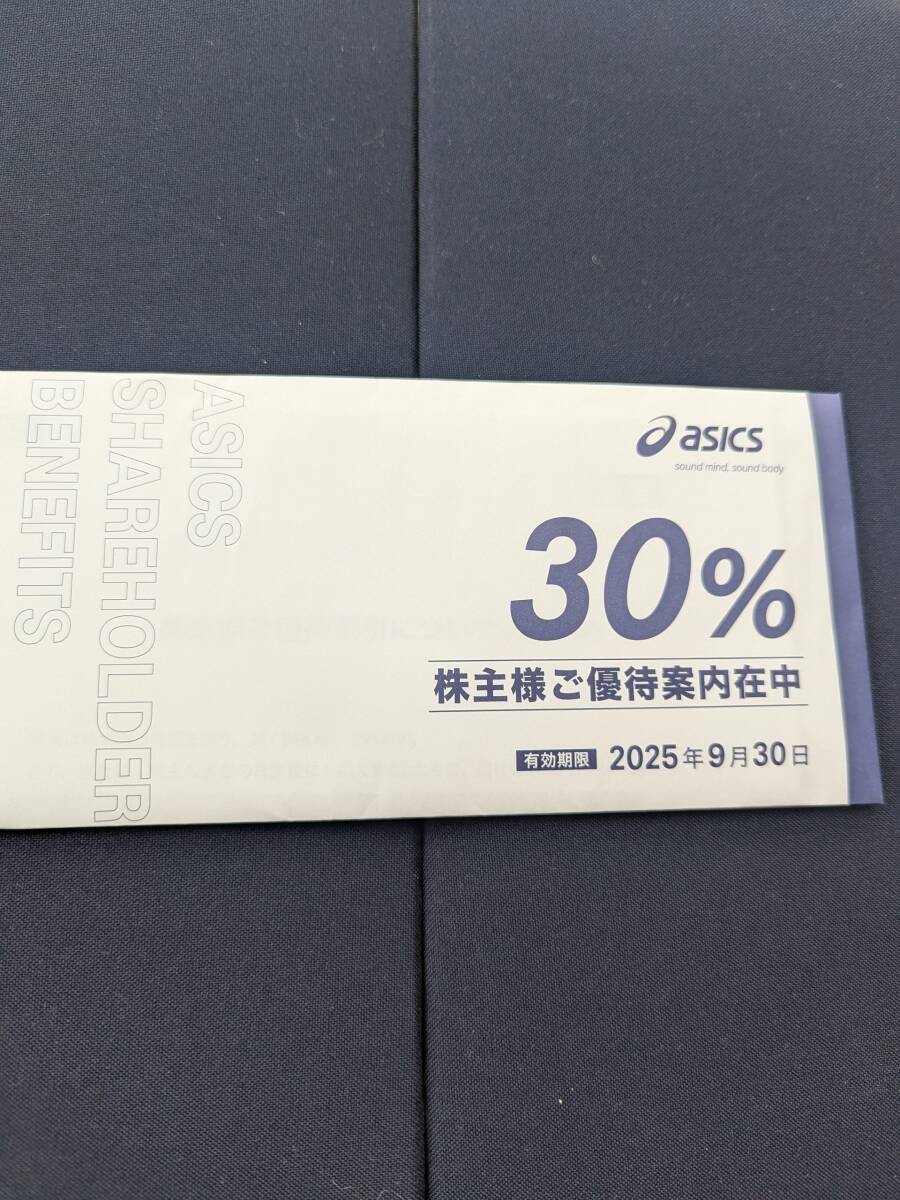 ASICS
SHAREHOLDER
BENEFITS
asics
sound mind, sound body
30%
株主様ご優待案内在中
有効期限 2025年9月30日